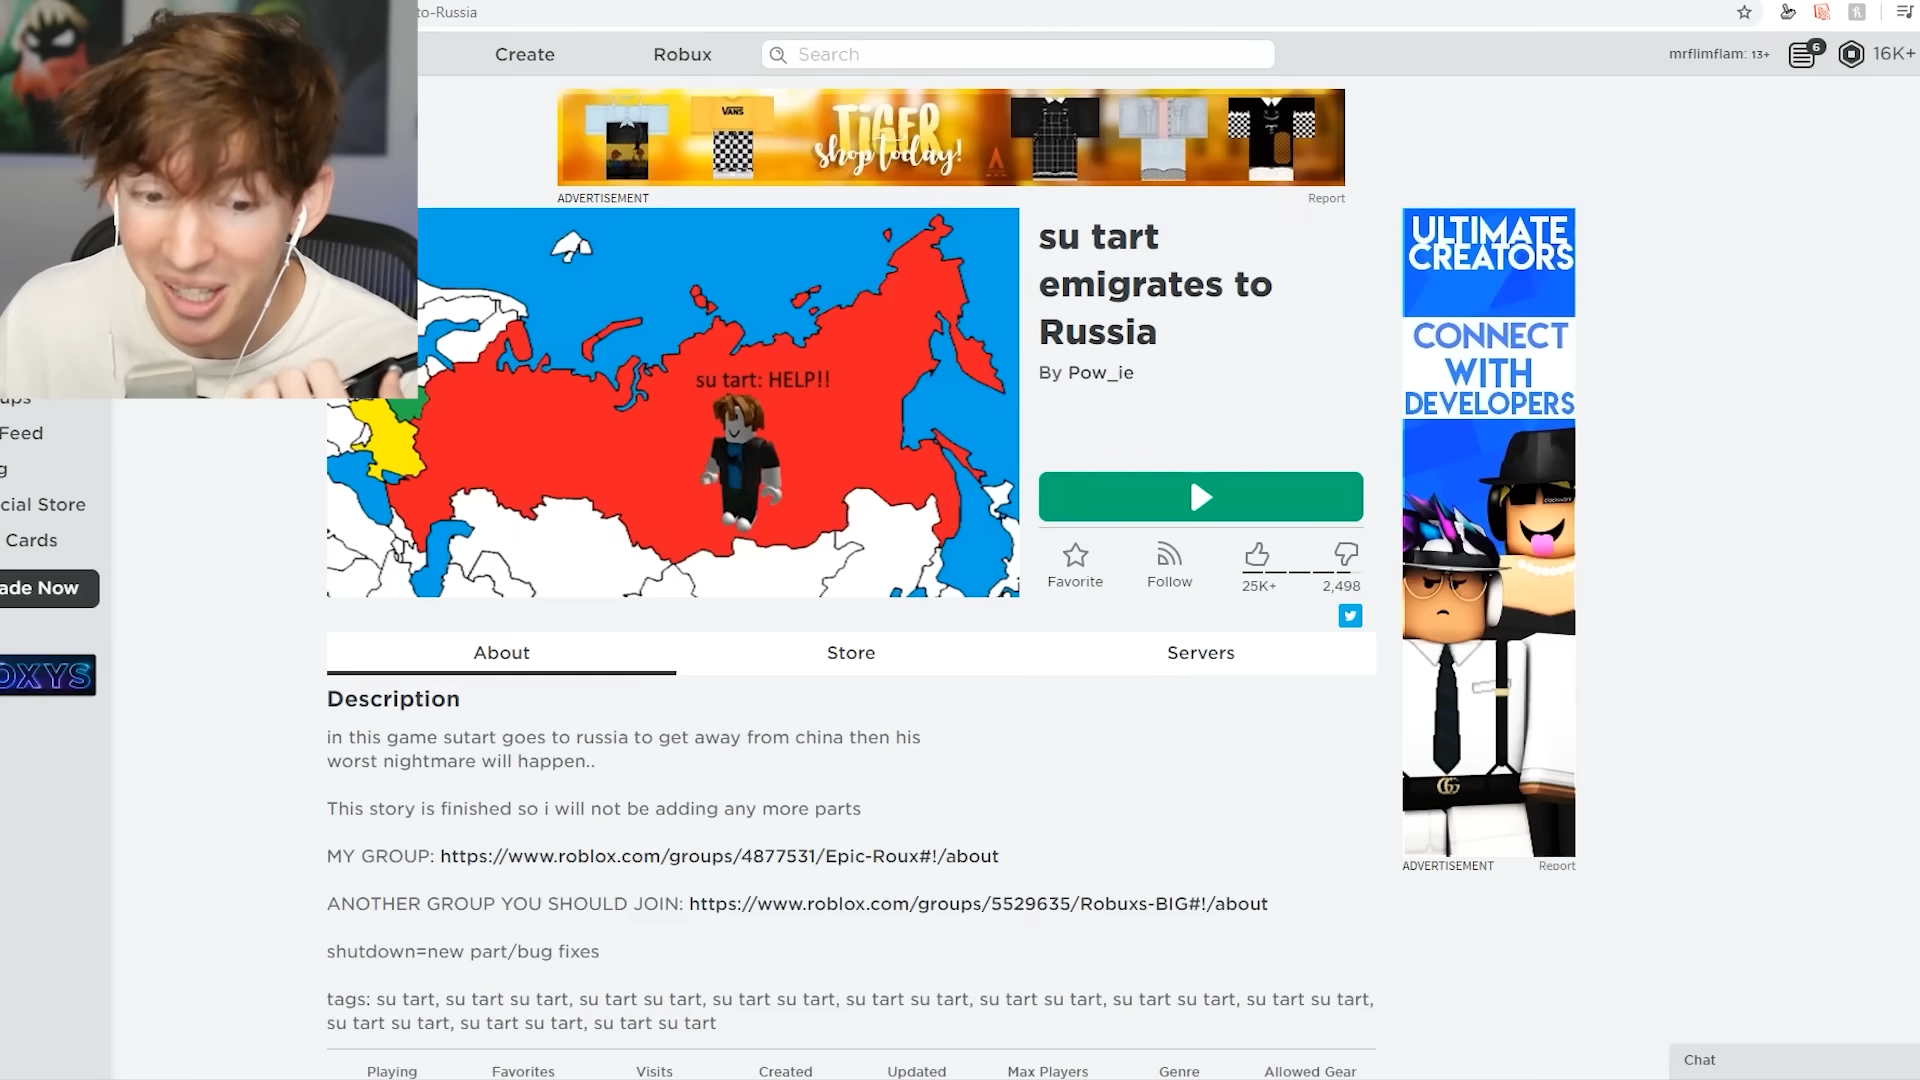 to-Russia
Create
Robux
Search
mrflimflam: 13+
6
16K+
VANS
TIGER
shop today!
ADVERTISEMENT
Report
su tart: HELP!!
su tart
emigrates to
Russia
By Pow_ie
Favorite
Follow
25K+
2,498
ULTIMATE
CREATORS
CONNECT
WITH
DEVELOPERS
ADVERTISEMENT
Report
ups
Feed
g
cial Store
Cards
ade Now
OXYS
About
Store
Servers
Description
in this game sutart goes to russia to get away from china then his
worst nightmare will happen..
This story is finished so i will not be adding any more parts
MY GROUP: https://www.roblox.com/groups/4877531/Epic-Roux#!/about
ANOTHER GROUP YOU SHOULD JOIN: https://www.roblox.com/groups/5529635/Robuxs-BIG#!/about
shutdown=new part/bug fixes
tags: su tart, su tart su tart, su tart su tart, su tart su tart, su tart su tart, su tart su tart, su tart su tart, su tart su tart,
su tart su tart, su tart su tart, su tart su tart
Playing
Favorites
Visits
Created
Updated
Max Players
Genre
Allowed Gear
Chat